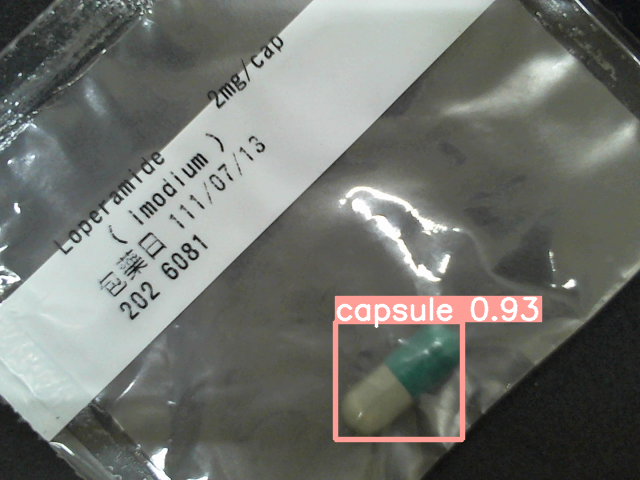 Loperamide 2mg/cap
( imodium )
包藥日 111/07/13
202 6081
capsule 0.93